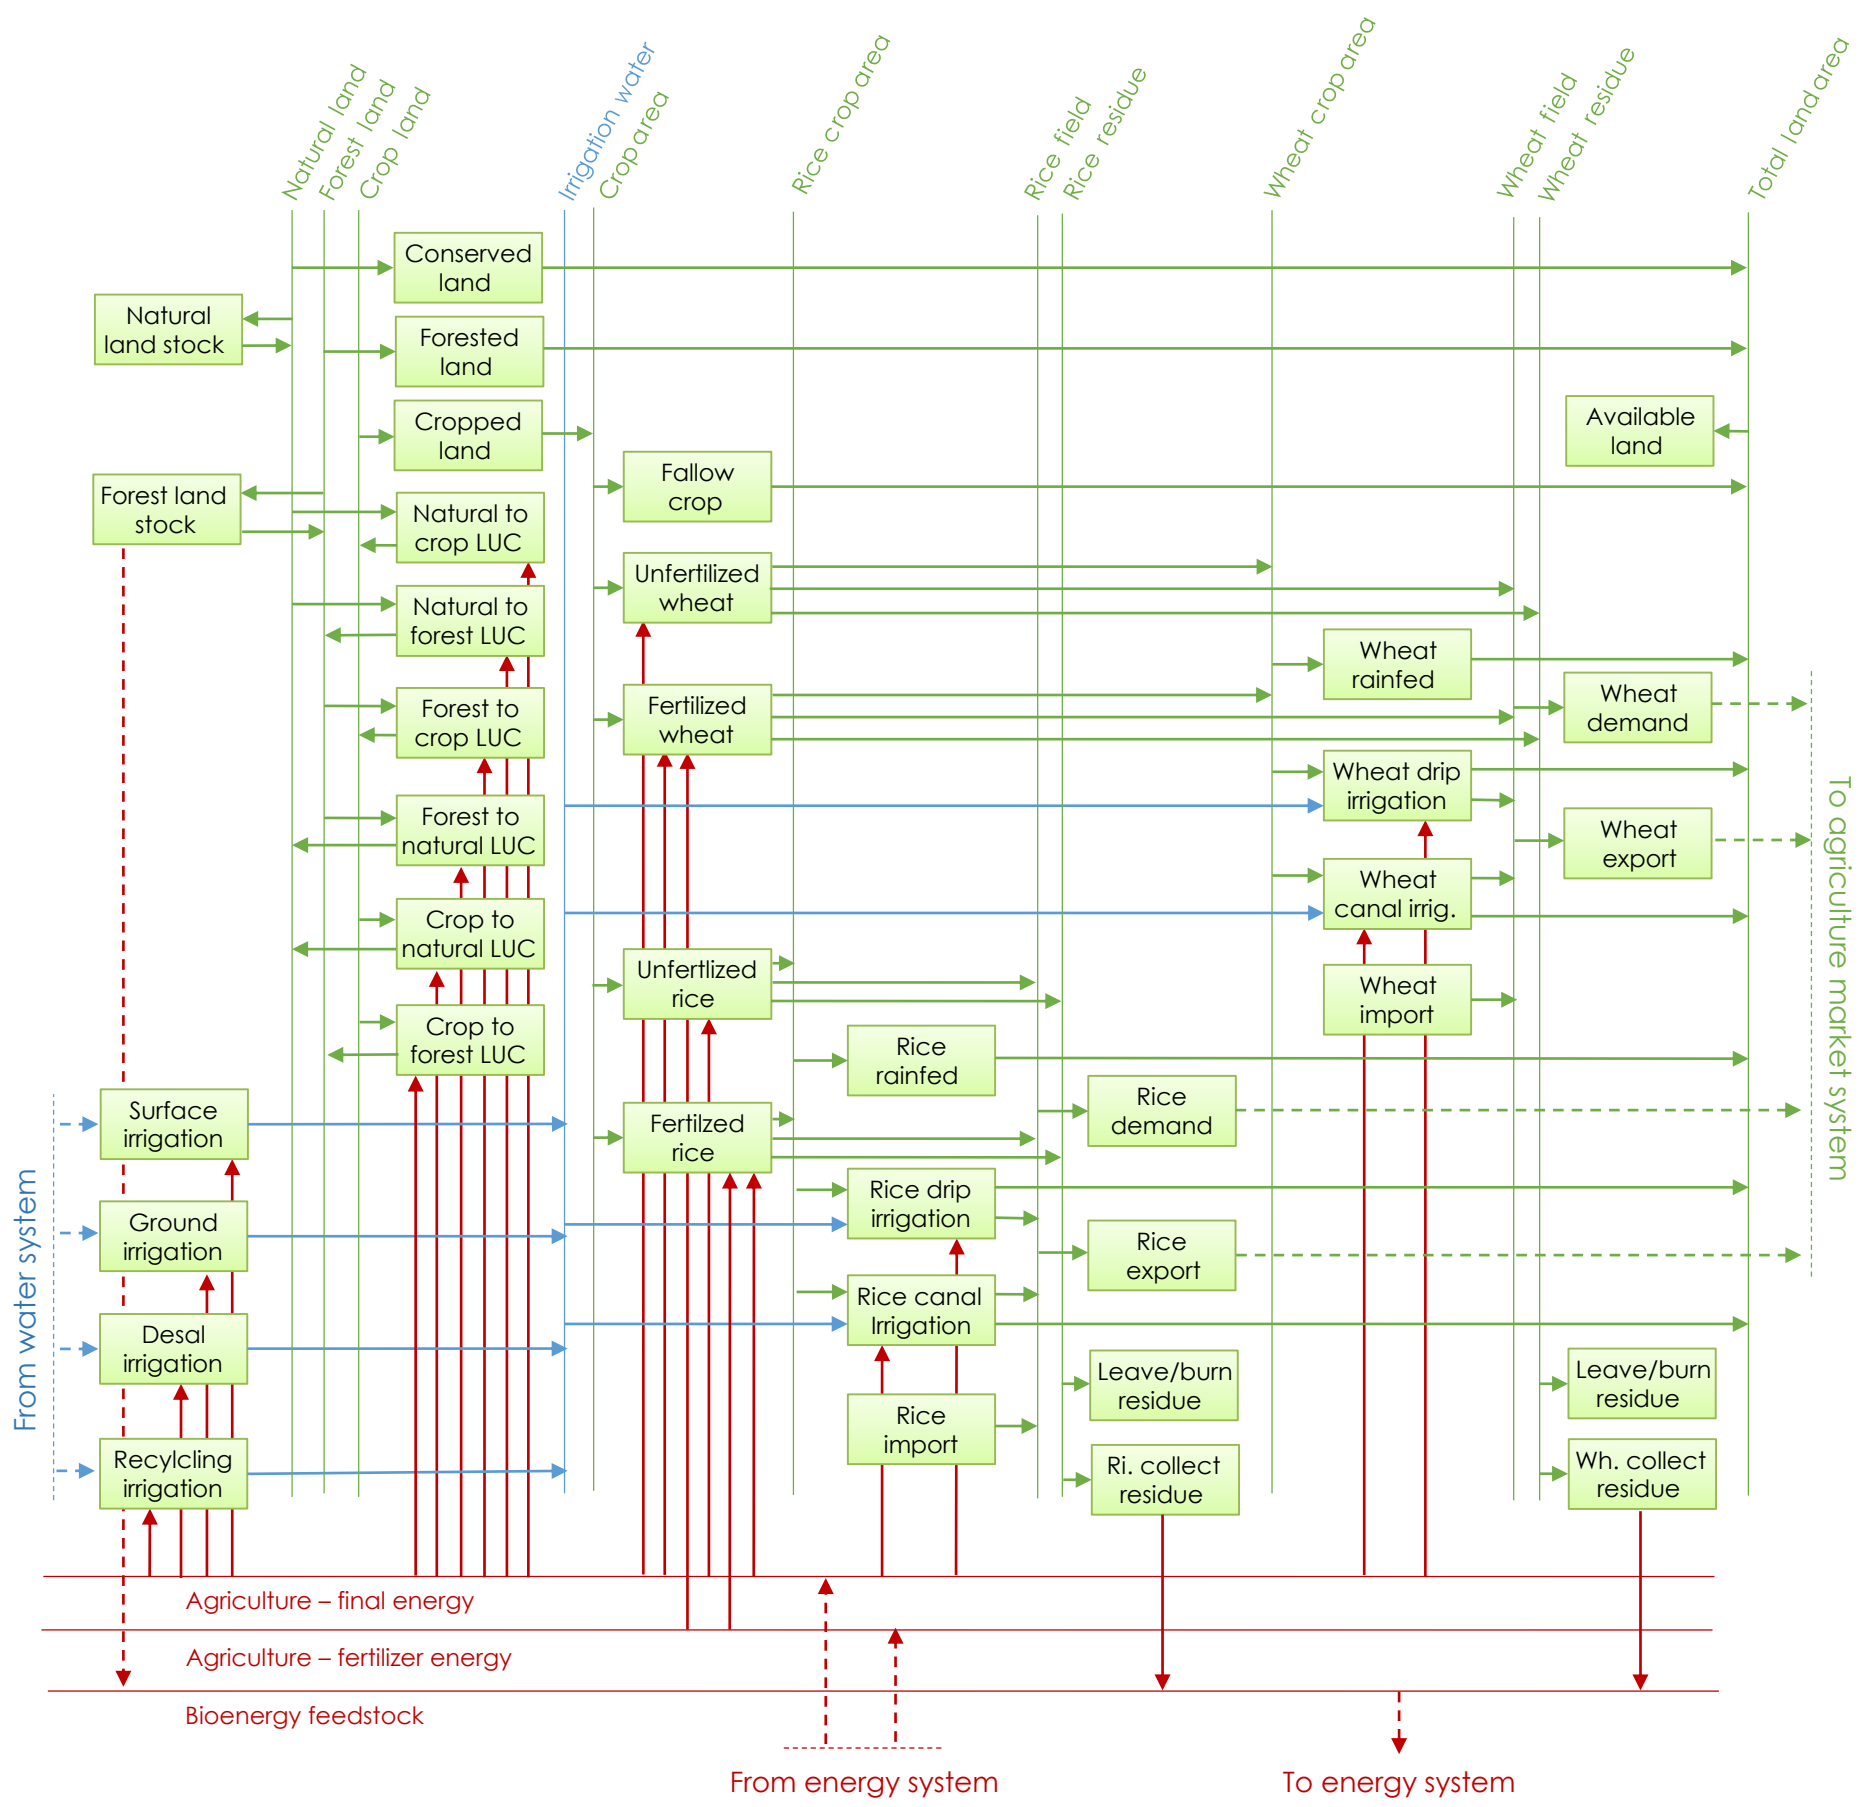 Natural land
Forest land
Crop land
Irrigation water
Crop area
Rice crop area
Rice field
Rice residue
Wheat crop area
Wheat field
Wheat residue
Total land area
Conserved
land
Natural
land stock
Forested
land
Cropped
land
Available
land
Fallow
crop
Forest land
stock
Natural to
crop LUC
Unfertilized
wheat
Natural to
forest LUC
Wheat
rainfed
Wheat
demand
Fertilized
wheat
Forest to
crop LUC
Wheat drip
irrigation
Forest to
natural LUC
Wheat
export
Wheat
canal irrig.
Crop to
natural LUC
Unfertlized
rice
Wheat
import
Crop to
forest LUC
Rice
rainfed
Rice
demand
Surface
irrigation
Fertilzed
rice
Rice drip
irrigation
Ground
irrigation
Rice
export
Rice canal
Irrigation
Desal
irrigation
Leave/burn
residue
Leave/burn
residue
Rice
import
Recylcling
irrigation
Ri. collect
residue
Wh. collect
residue
From water system
To agriculture market system
Agriculture – final energy
Agriculture – fertilizer energy
Bioenergy feedstock
From energy system
To energy system